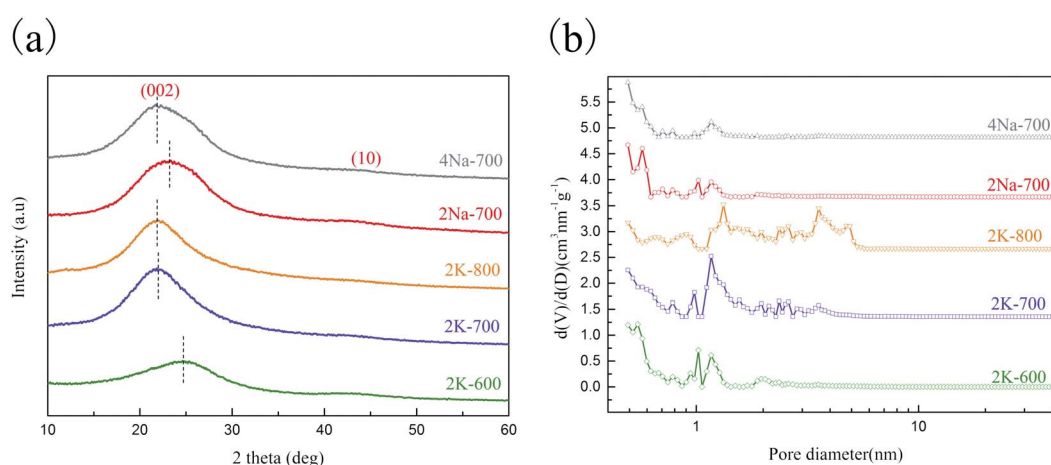 (a)
(002)
4Na-700
(10)
2Na-700
2K-800
2K-700
2K-600
Intensity (a.u)
10 20 30 40 50 60
2 theta (deg)
(b)
5.5
5.0
4.5
4.0
3.5
3.0
2.5
2.0
1.5
1.0
0.5
0.0
d(V)/d(D)(cm³nm⁻¹g⁻¹)
4Na-700
2Na-700
2K-800
2K-700
2K-600
1 10
Pore diameter(nm)